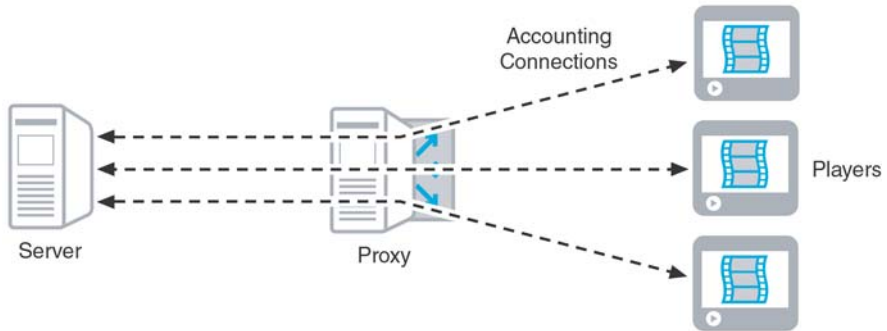 Accounting
Connections
Players
Server
Proxy